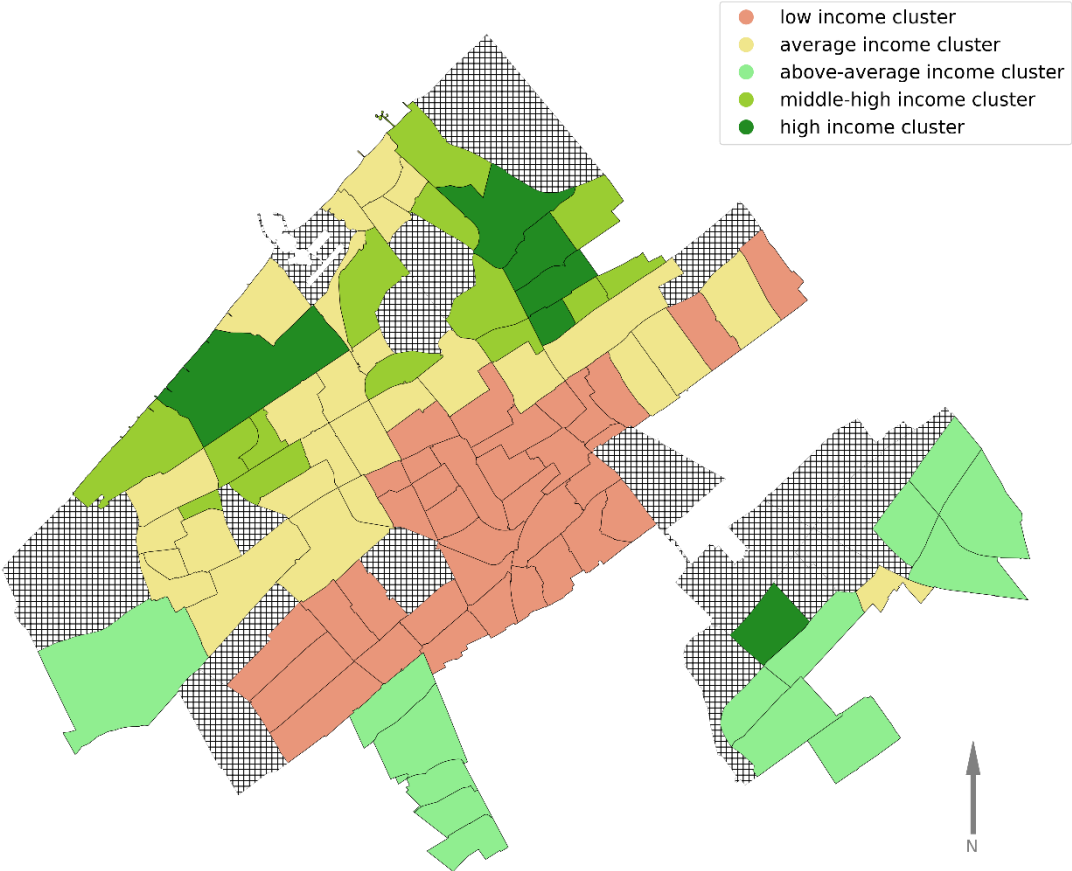 low income cluster
average income cluster
above-average income cluster
middle-high income cluster
high income cluster
N